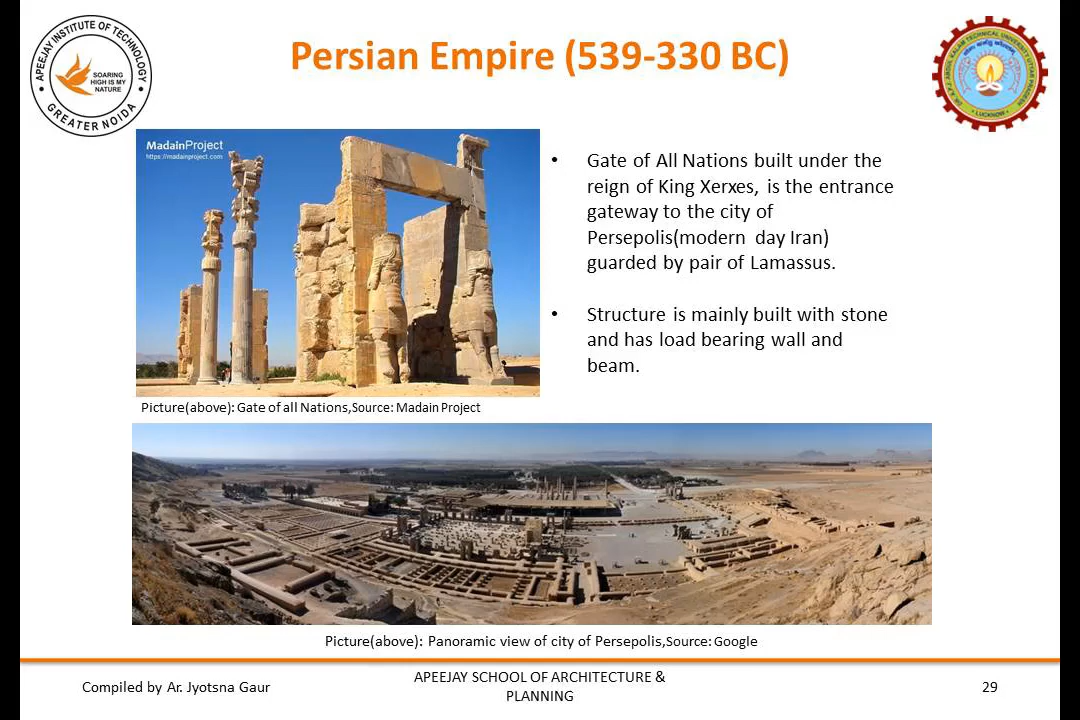 APEEJAY INSTITUTE OF TECHNOLOGY
SOARING
HIGH IS MY
NATURE
GREATER NOIDA
Persian Empire (539-330 BC)
LUCKNOW
MadainProject
https://madainproject.com
• Gate of All Nations built under the
reign of King Xerxes, is the entrance
gateway to the city of
Persepolis(modern day Iran)
guarded by pair of Lamassus.
• Structure is mainly built with stone
and has load bearing wall and
beam.
Picture(above): Gate of all Nations,Source: Madain Project
Picture(above): Panoramic view of city of Persepolis,Source: Google
Compiled by Ar. Jyotsna Gaur
APEEJAY SCHOOL OF ARCHITECTURE &
PLANNING
29